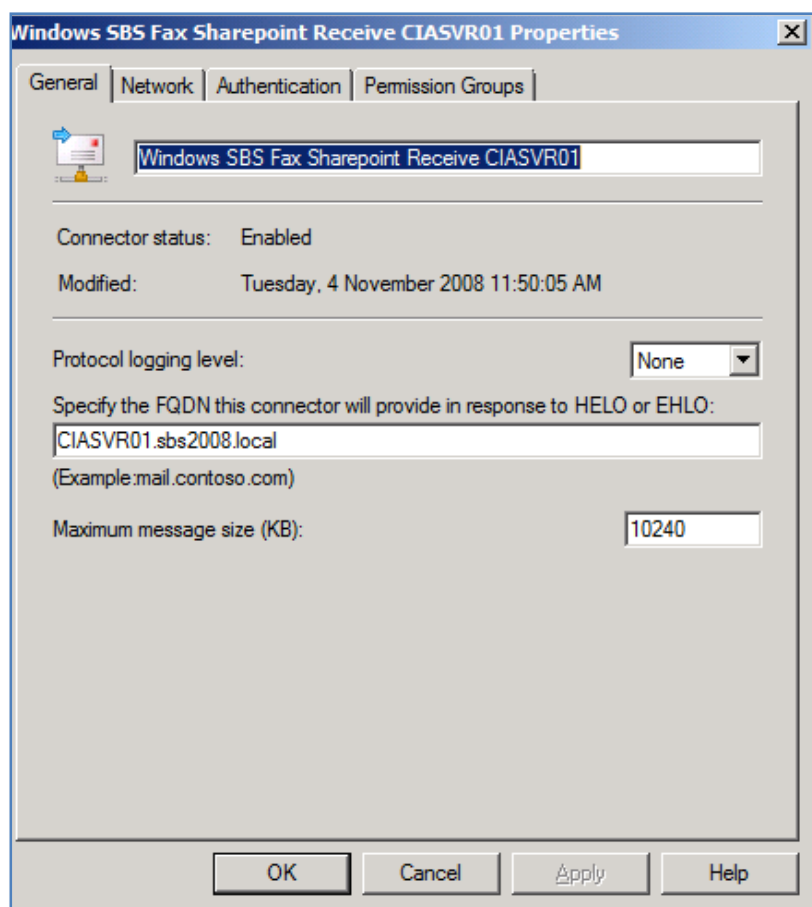 Windows SBS Fax Sharepoint Receive CIASVR01 Properties
General Network Authentication Permission Groups
Windows SBS Fax Sharepoint Receive CIASVR01
Connector status: Enabled
Modified: Tuesday, 4 November 2008 11:50:05 AM
Protocol logging level: None
Specify the FQDN this connector will provide in response to HELO or EHLO:
CIASVR01.sbs2008.local
(Example:mail.contoso.com)
Maximum message size (KB): 10240
OK Cancel Apply Help